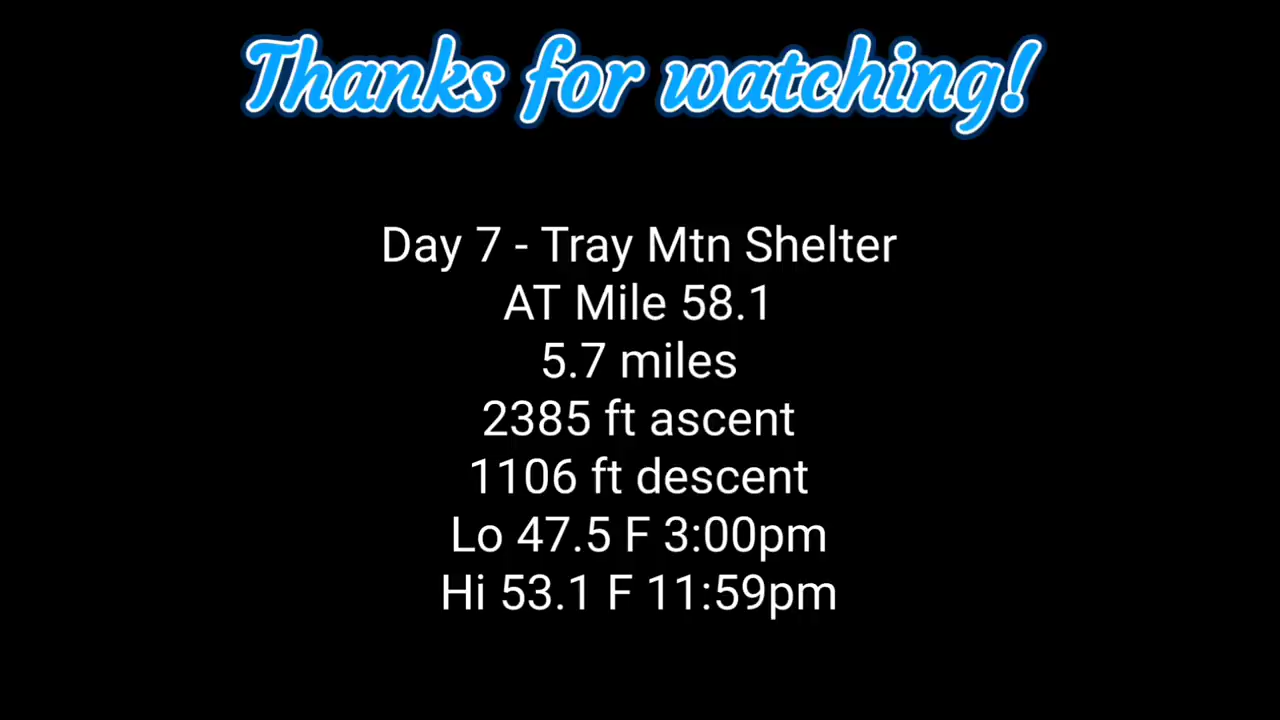 Thanks for watching!
Day 7 - Tray Mtn Shelter
AT Mile 58.1
5.7 miles
2385 ft ascent
1106 ft descent
Lo 47.5 F 3:00pm
Hi 53.1 F 11:59pm